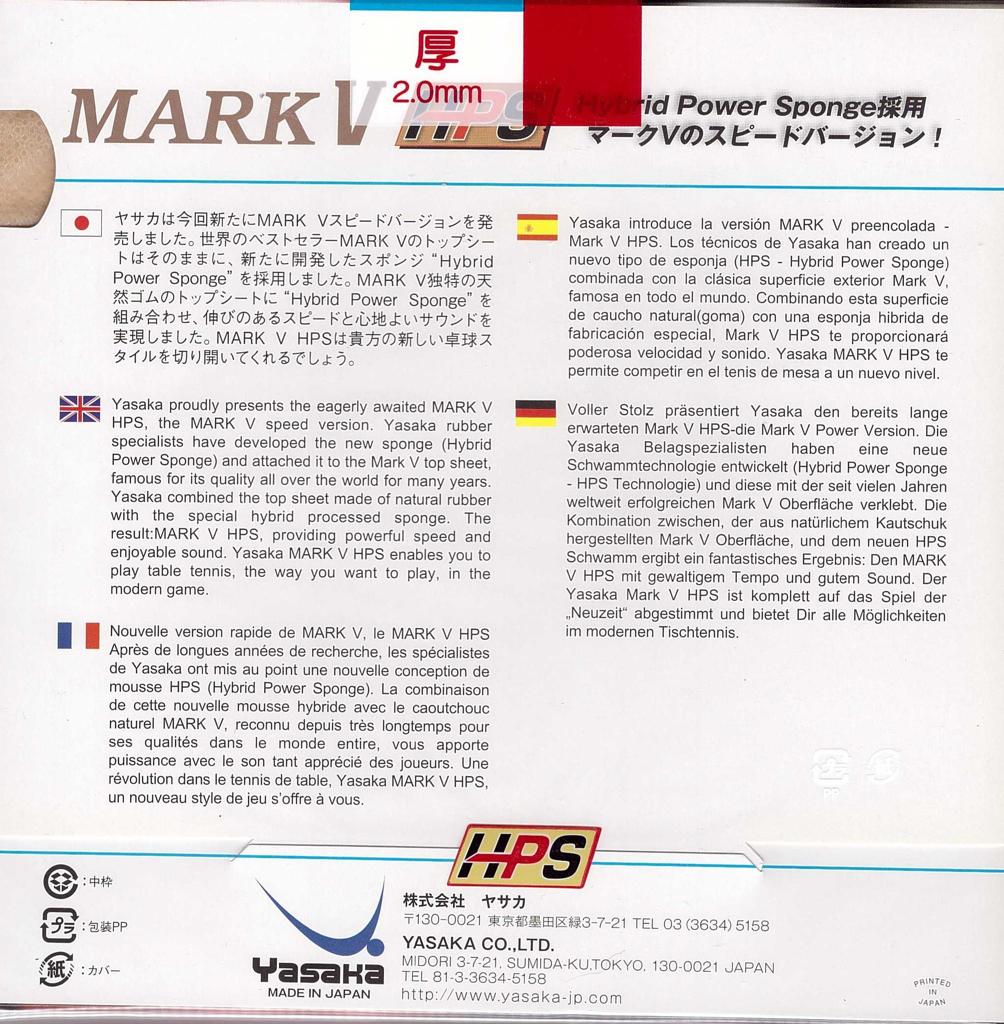 厚
2.0mm
MARK V HPS
Hybrid Power Sponge採用
マークVのスピードバージョン！
ヤサカは今回新たにMARK Vスピードバージョンを発
売しました。世界のベストセラーMARK Vのトップシー
トはそのままに、新たに開発したスポンジ“Hybrid
Power Sponge”を採用しました。MARK V独特の天
然ゴムのトップシートに“Hybrid Power Sponge”を
組み合わせ、伸びのあるスピードと心地よいサウンドを
実現しました。MARK V HPSは貴方の新しい卓球ス
タイルを切り開いてくれるでしょう。
Yasaka proudly presents the eagerly awaited MARK V
HPS, the MARK V speed version. Yasaka rubber
specialists have developed the new sponge (Hybrid
Power Sponge) and attached it to the Mark V top sheet,
famous for its quality all over the world for many years.
Yasaka combined the top sheet made of natural rubber
with the special hybrid processed sponge. The
result:MARK V HPS, providing powerful speed and
enjoyable sound. Yasaka MARK V HPS enables you to
play table tennis, the way you want to play, in the
modern game.
Nouvelle version rapide de MARK V, le MARK V HPS
Après de longues années de recherche, les spécialistes
de Yasaka ont mis au point une nouvelle conception de
mousse HPS (Hybrid Power Sponge). La combinaison
de cette nouvelle mousse hybride avec le caoutchouc
naturel MARK V, reconnu depuis très longtemps pour
ses qualités dans le monde entire, vous apporte
puissance avec le son tant apprécié des joueurs. Une
révolution dans le tennis de table, Yasaka MARK V HPS,
un nouveau style de jeu s'offre à vous.
Yasaka introduce la versión MARK V preencolada -
Mark V HPS. Los técnicos de Yasaka han creado un
nuevo tipo de esponja (HPS - Hybrid Power Sponge)
combinada con la clásica superficie exterior Mark V,
famosa en todo el mundo. Combinando esta superficie
de caucho natural(goma) con una esponja hibrida de
fabricación especial, Mark V HPS te proporcionará
poderosa velocidad y sonido. Yasaka MARK V HPS te
permite competir en el tenis de mesa a un nuevo nivel.
Voller Stolz präsentiert Yasaka den bereits lange
erwarteten Mark V HPS-die Mark V Power Version. Die
Yasaka Belagspezialisten haben eine neue
Schwammtechnologie entwickelt (Hybrid Power Sponge
- HPS Technologie) und diese mit der seit vielen Jahren
weltweit erfolgreichen Mark V Oberfläche verklebt. Die
Kombination zwischen, der aus natürlichem Kautschuk
hergestellten Mark V Oberfläche, und dem neuen HPS
Schwamm ergibt ein fantastisches Ergebnis: Den MARK
V HPS mit gewaltigem Tempo und gutem Sound. Der
Yasaka Mark V HPS ist komplett auf das Spiel der
„Neuzeit“ abgestimmt und bietet Dir alle Möglichkeiten
im modernen Tischtennis.
PP
HPS
:中枠
プラ:包装PP
紙:カバー
Yasaka
MADE IN JAPAN
株式会社 ヤサカ
〒130-0021 東京都墨田区緑3-7-21 TEL 03 (3634) 5158
YASAKA CO.,LTD.
MIDORI 3-7-21, SUMIDA-KU,TOKYO, 130-0021 JAPAN
TEL 81-3-3634-5158
http://www.yasaka-jp.com
PRINTED
IN
JAPAN